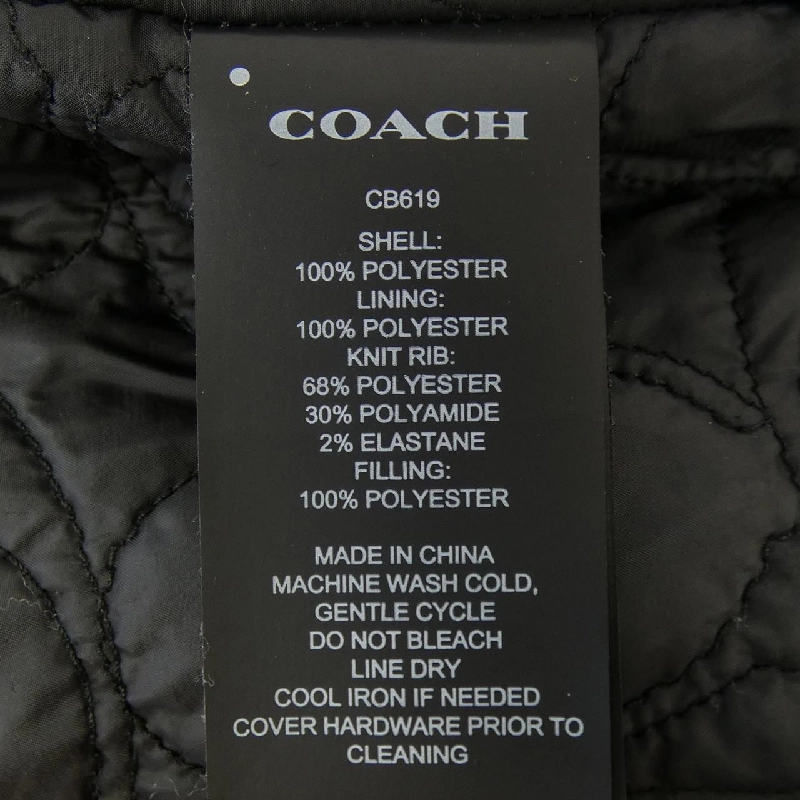 COACH
CB619
SHELL:
100% POLYESTER
LINING:
100% POLYESTER
KNIT RIB:
68% POLYESTER
30% POLYAMIDE
2% ELASTANE
FILLING:
100% POLYESTER
MADE IN CHINA
MACHINE WASH COLD,
GENTLE CYCLE
DO NOT BLEACH
LINE DRY
COOL IRON IF NEEDED
COVER HARDWARE PRIOR TO
CLEANING